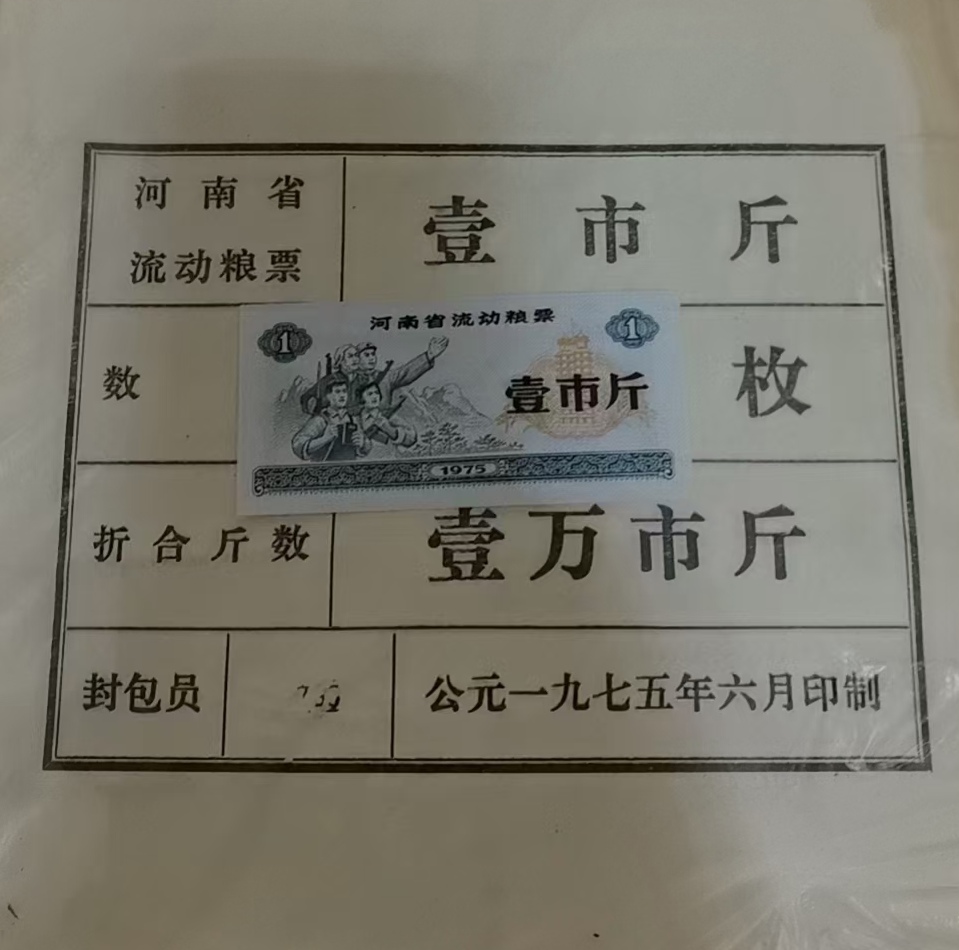 河南省
流动粮票
壹市斤
数
枚
河南省流动粮票
1
1
壹市斤
1975
折合斤数
壹万市斤
封包员
公元一九七五年六月印制